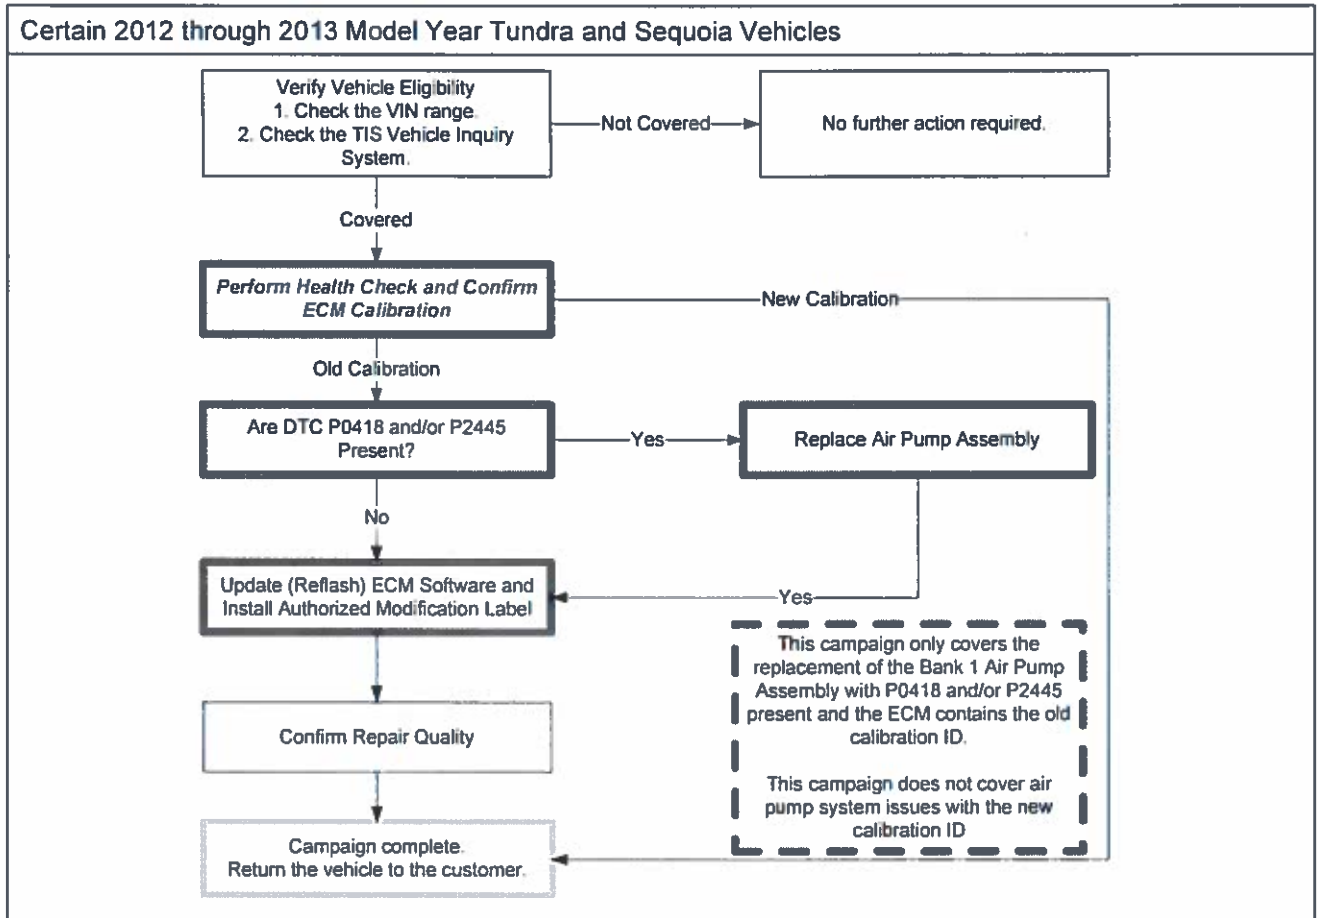 Certain 2012 through 2013 Model Year Tundra and Sequoia Vehicles
Verify Vehicle Eligibility
1. Check the VIN range.
2. Check the TIS Vehicle Inquiry
System.
Not Covered
No further action required.
Covered
Perform Health Check and Confirm
ECM Calibration
New Calibration
Old Calibration
Are DTC P0418 and/or P2445
Present?
Yes
Replace Air Pump Assembly
No
Update (Reflash) ECM Software and
Install Authorized Modification Label
Yes
This campaign only covers the
replacement of the Bank 1 Air Pump
Assembly with P0418 and/or P2445
present and the ECM contains the old
calibration ID.
This campaign does not cover air
pump system issues with the new
calibration ID
Confirm Repair Quality
Campaign complete.
Return the vehicle to the customer.